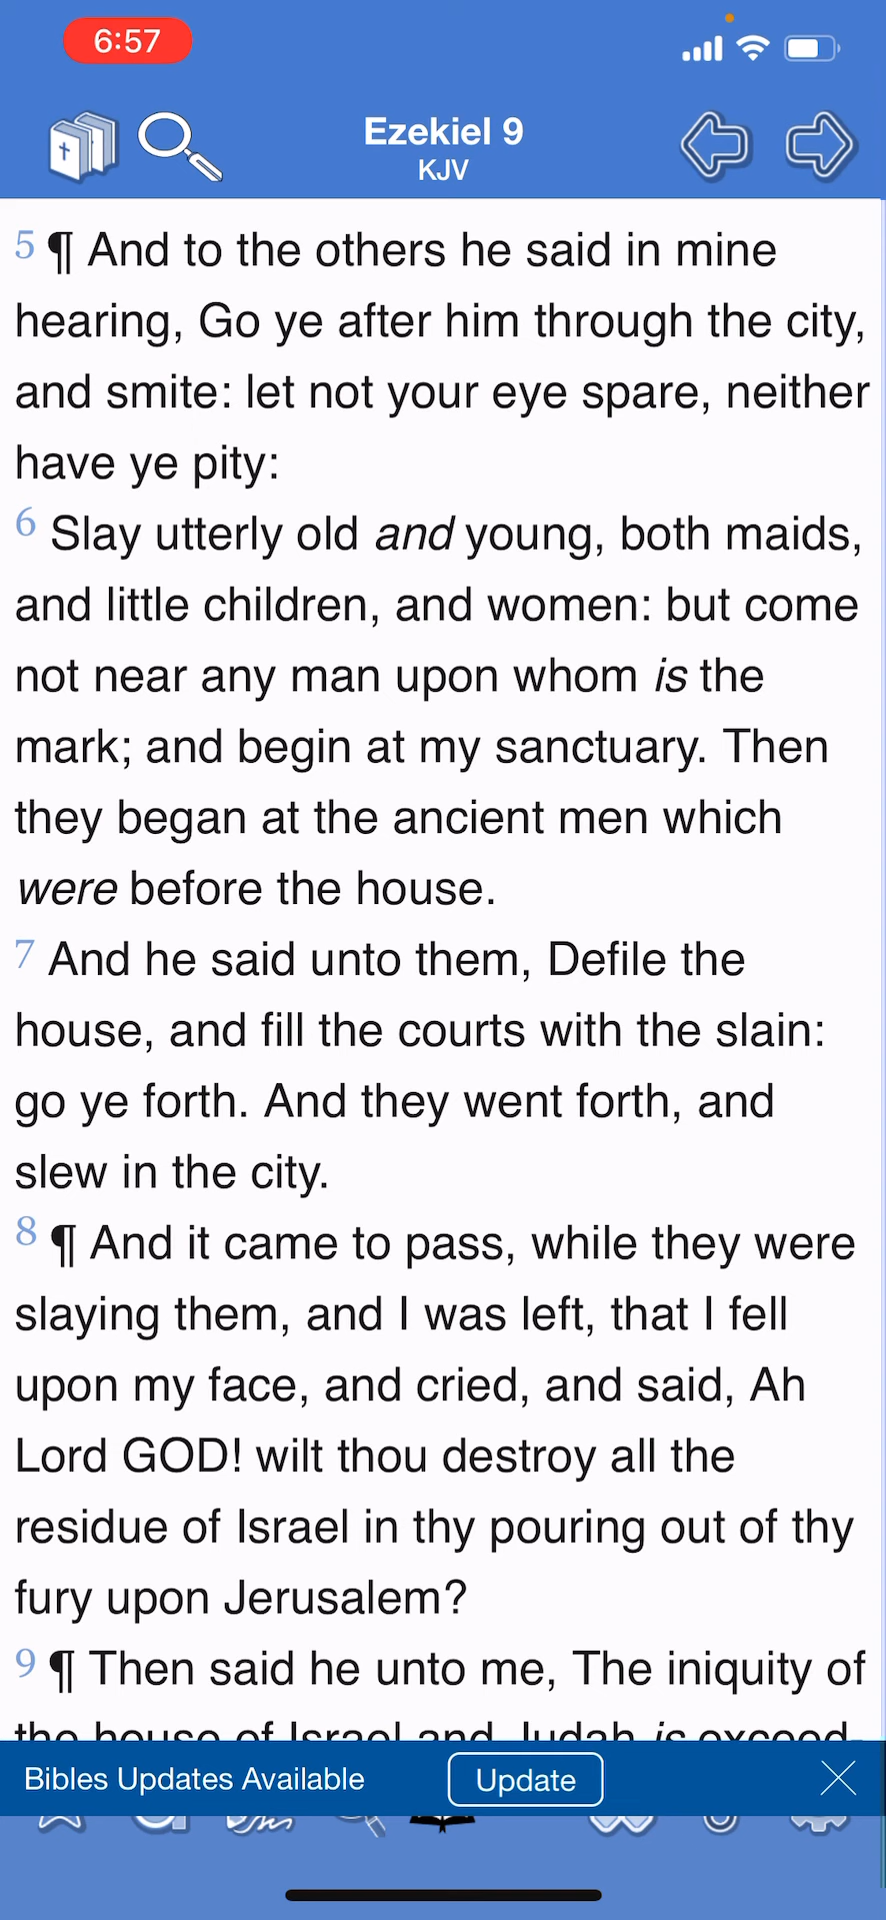 6:57
Ezekiel 9
KJV
5 ¶ And to the others he said in mine
hearing, Go ye after him through the city,
and smite: let not your eye spare, neither
have ye pity:
6 Slay utterly old and young, both maids,
and little children, and women: but come
not near any man upon whom is the
mark; and begin at my sanctuary. Then
they began at the ancient men which
were before the house.
7 And he said unto them, Defile the
house, and fill the courts with the slain:
go ye forth. And they went forth, and
slew in the city.
8 ¶ And it came to pass, while they were
slaying them, and I was left, that I fell
upon my face, and cried, and said, Ah
Lord GOD! wilt thou destroy all the
residue of Israel in thy pouring out of thy
fury upon Jerusalem?
9 ¶ Then said he unto me, The iniquity of
the house of Israel and Judah is exceed-
Bibles Updates Available
Update